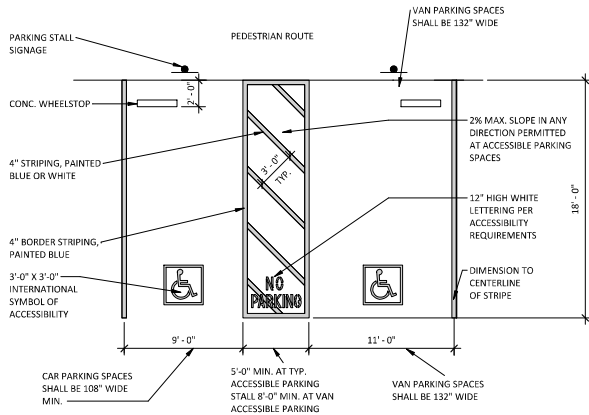 VAN PARKING SPACES
SHALL BE 132" WIDE
PARKING STALL
SIGNAGE
PEDESTRIAN ROUTE
2' - 0"
CONC. WHEELSTOP
2% MAX. SLOPE IN ANY
DIRECTION PERMITTED
AT ACCESSIBLE PARKING
SPACES
4" STRIPING, PAINTED
BLUE OR WHITE
3' - 0"
TYP.
18' - 0"
12" HIGH WHITE
LETTERING PER
ACCESSIBILITY
REQUIREMENTS
4" BORDER STRIPING,
PAINTED BLUE
3'-0" X 3'-0"
INTERNATIONAL
SYMBOL OF
ACCESSIBILITY
NO
PARKING
DIMENSION TO
CENTERLINE
OF STRIPE
9' - 0"
11' - 0"
CAR PARKING SPACES
SHALL BE 108" WIDE
MIN.
5'-0" MIN. AT TYP.
ACCESSIBLE PARKING
STALL 8'-0" MIN. AT VAN
ACCESSIBLE PARKING
VAN PARKING SPACES
SHALL BE 132" WIDE